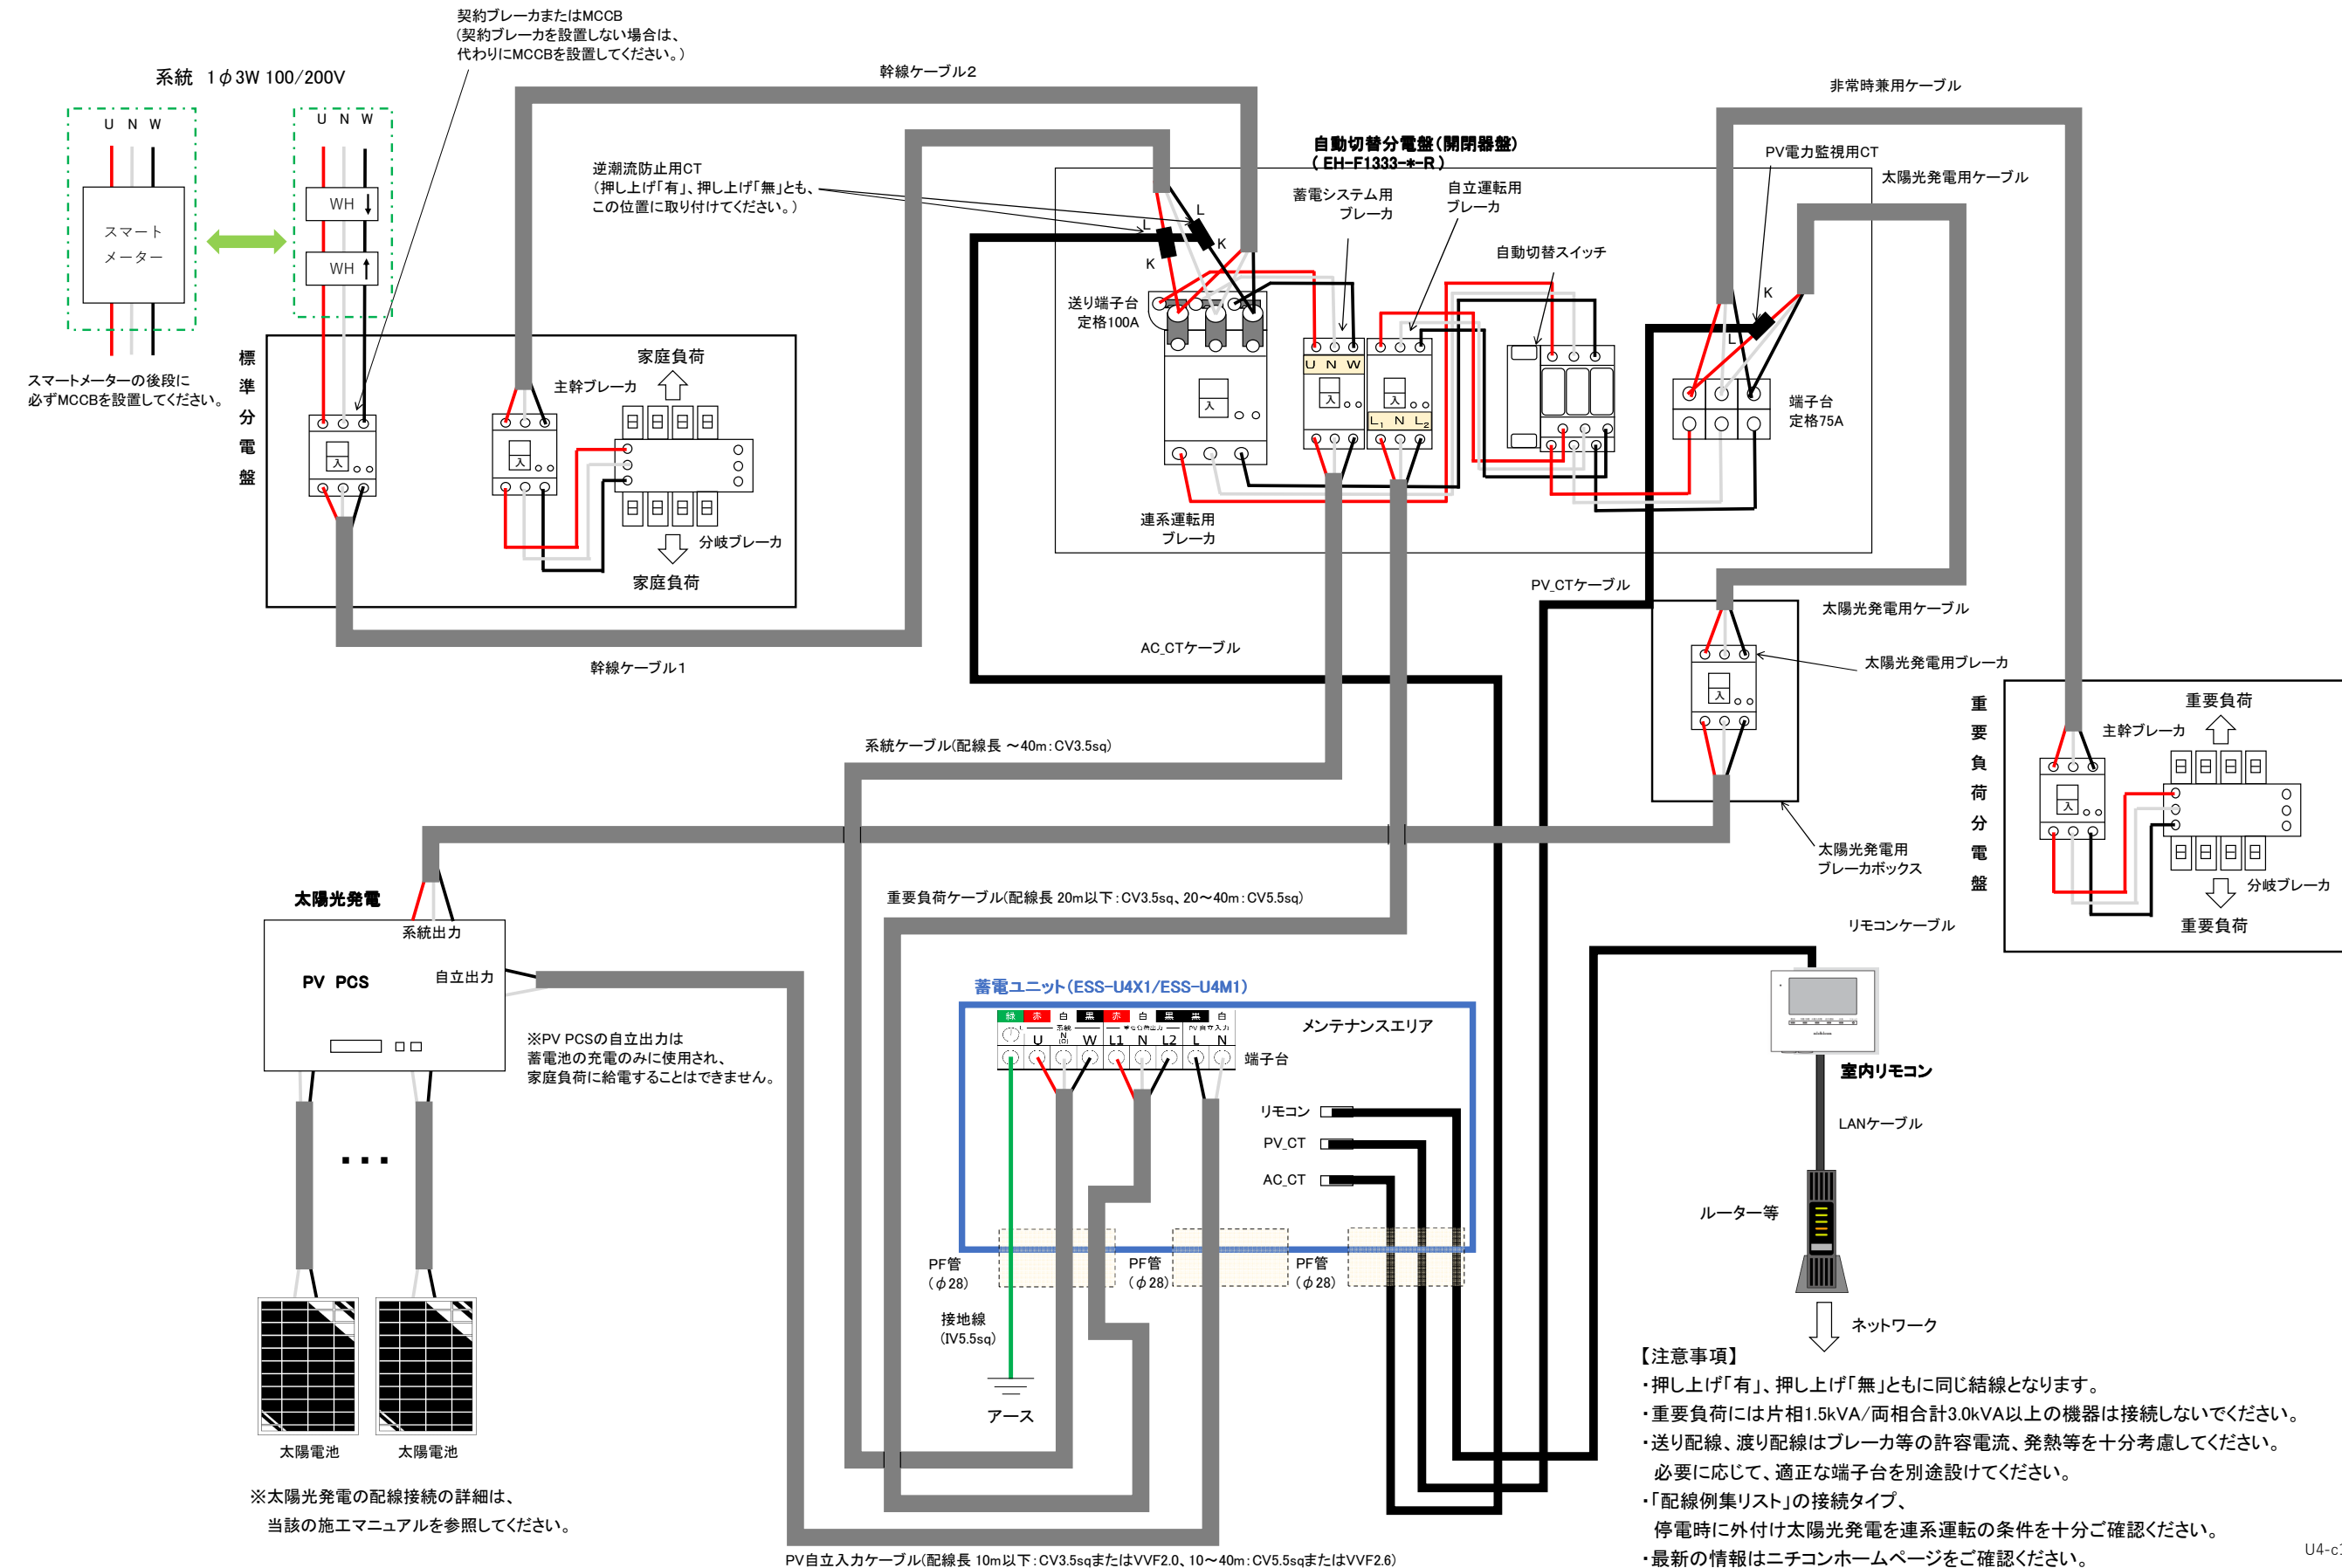 契約ブレーカまたはMCCB
(契約ブレーカを設置しない場合は、
代わりにMCCBを設置してください。)
系統 1φ3W 100/200V
幹線ケーブル2
非常時兼用ケーブル
U N W
U N W
スマート
メーター
WH
WH
スマートメーターの後段に
必ずMCCBを設置してください。
逆潮流防止用CT
(押し上げ「有」、押し上げ「無」とも、
この位置に取り付けてください。)
自動切替分電盤(開閉器盤)
(EH-F1333-*-R)
PV電力監視用CT
太陽光発電用ケーブル
蓄電システム用
ブレーカ
自立運転用
ブレーカ
自動切替スイッチ
L
L
K
K
K
L
送り端子台
定格100A
U N W
L1 N L2
入
入
入
端子台
定格75A
連系運転用
ブレーカ
標準分電盤
家庭負荷
主幹ブレーカ
入
入
分岐ブレーカ
家庭負荷
幹線ケーブル1
PV_CTケーブル
AC_CTケーブル
太陽光発電用ケーブル
太陽光発電用ブレーカ
入
太陽光発電用
ブレーカボックス
重要負荷分電盤
重要負荷
主幹ブレーカ
入
分岐ブレーカ
重要負荷
系統ケーブル(配線長 ~40m:CV3.5sq)
重要負荷ケーブル(配線長 20m以下:CV3.5sq、20~40m:CV5.5sq)
太陽光発電
系統出力
PV PCS
自立出力
※PV PCSの自立出力は
蓄電池の充電のみに使用され、
家庭負荷に給電することはできません。
太陽電池
太陽電池
※太陽光発電の配線接続の詳細は、
当該の施工マニュアルを参照してください。
蓄電ユニット(ESS-U4X1/ESS-U4M1)
緑 赤 白 黒 赤 白 黒 黒 白
系統 重要負荷出力 PV自立入力
U N(O) W L1 N L2 L N
メンテナンスエリア
端子台
リモコン
PV_CT
AC_CT
PF管
(φ28)
PF管
(φ28)
PF管
(φ28)
接地線
(IV5.5sq)
アース
PV自立入力ケーブル(配線長 10m以下:CV3.5sqまたはVVF2.0、10~40m:CV5.5sqまたはVVF2.6)
リモコンケーブル
室内リモコン
LANケーブル
ルーター等
ネットワーク
【注意事項】
・押し上げ「有」、押し上げ「無」ともに同じ結線となります。
・重要負荷には片相1.5kVA/両相合計3.0kVA以上の機器は接続しないでください。
・送り配線、渡り配線はブレーカ等の許容電流、発熱等を十分考慮してください。
必要に応じて、適正な端子台を別途設けてください。
・「配線例集リスト」の接続タイプ、
停電時に外付け太陽光発電を連系運転の条件を十分ご確認ください。
・最新の情報はニチコンホームページをご確認ください。